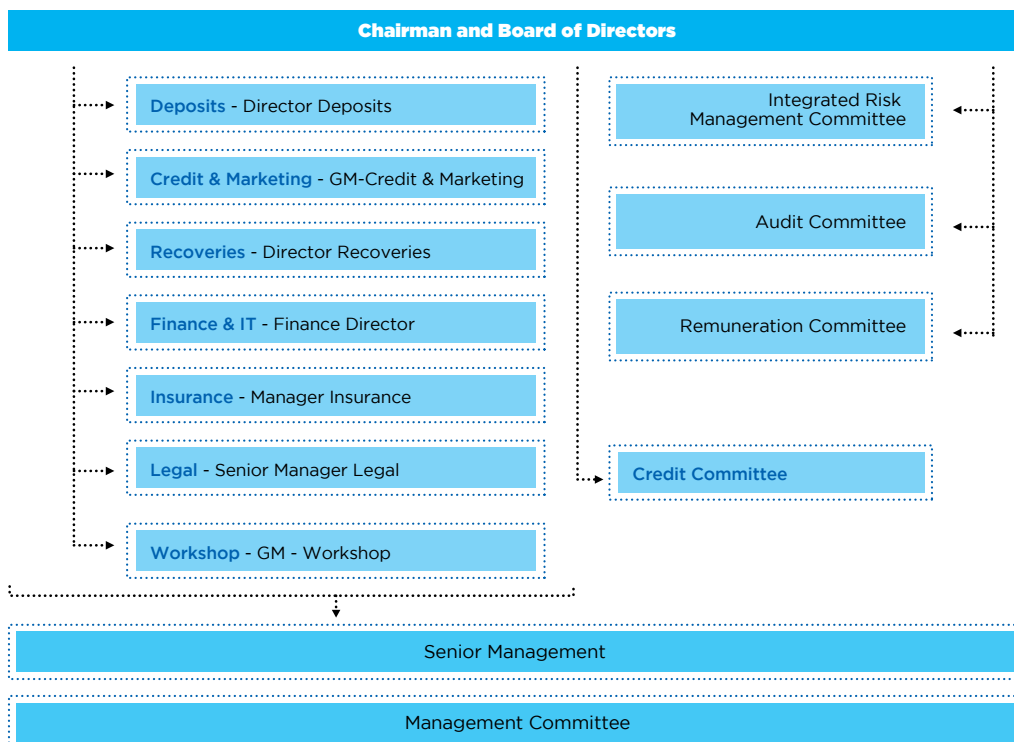 Chairman and Board of Directors
Deposits - Director Deposits
Credit & Marketing - GM-Credit & Marketing
Recoveries - Director Recoveries
Finance & IT - Finance Director
Insurance - Manager Insurance
Legal - Senior Manager Legal
Workshop - GM - Workshop
Integrated Risk
Management Committee
Audit Committee
Remuneration Committee
Credit Committee
Senior Management
Management Committee